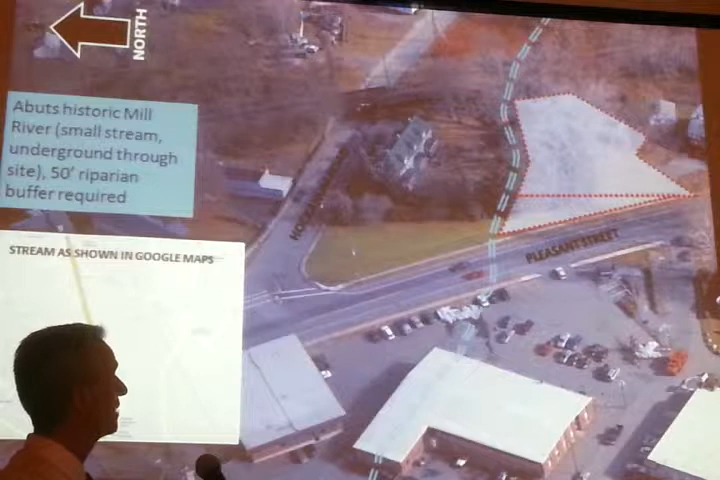 NORTH
Abuts historic Mill
River (small stream,
underground through
site), 50' riparian
buffer required
STREAM AS SHOWN IN GOOGLE MAPS
PLEASANT STREET